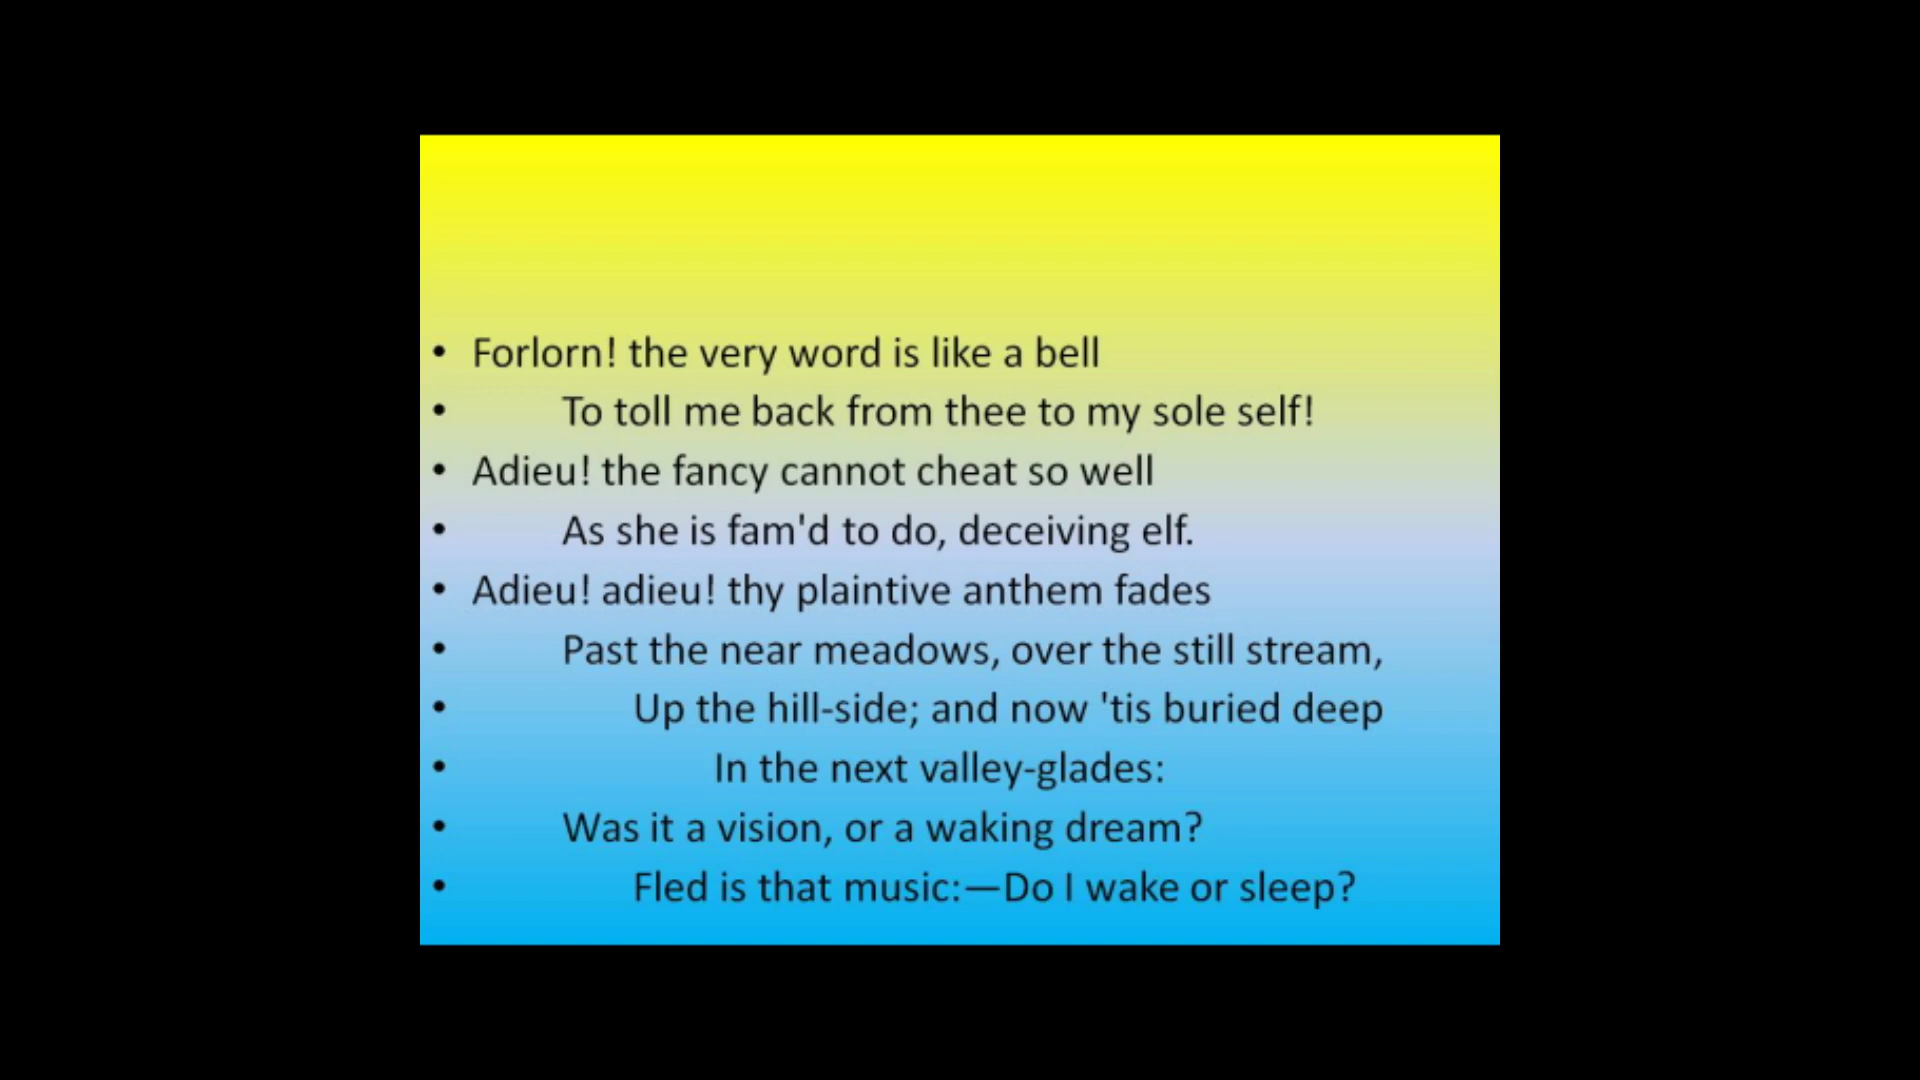 • Forlorn! the very word is like a bell
• To toll me back from thee to my sole self!
• Adieu! the fancy cannot cheat so well
• As she is fam'd to do, deceiving elf.
• Adieu! adieu! thy plaintive anthem fades
• Past the near meadows, over the still stream,
• Up the hill-side; and now 'tis buried deep
• In the next valley-glades:
• Was it a vision, or a waking dream?
• Fled is that music:—Do I wake or sleep?